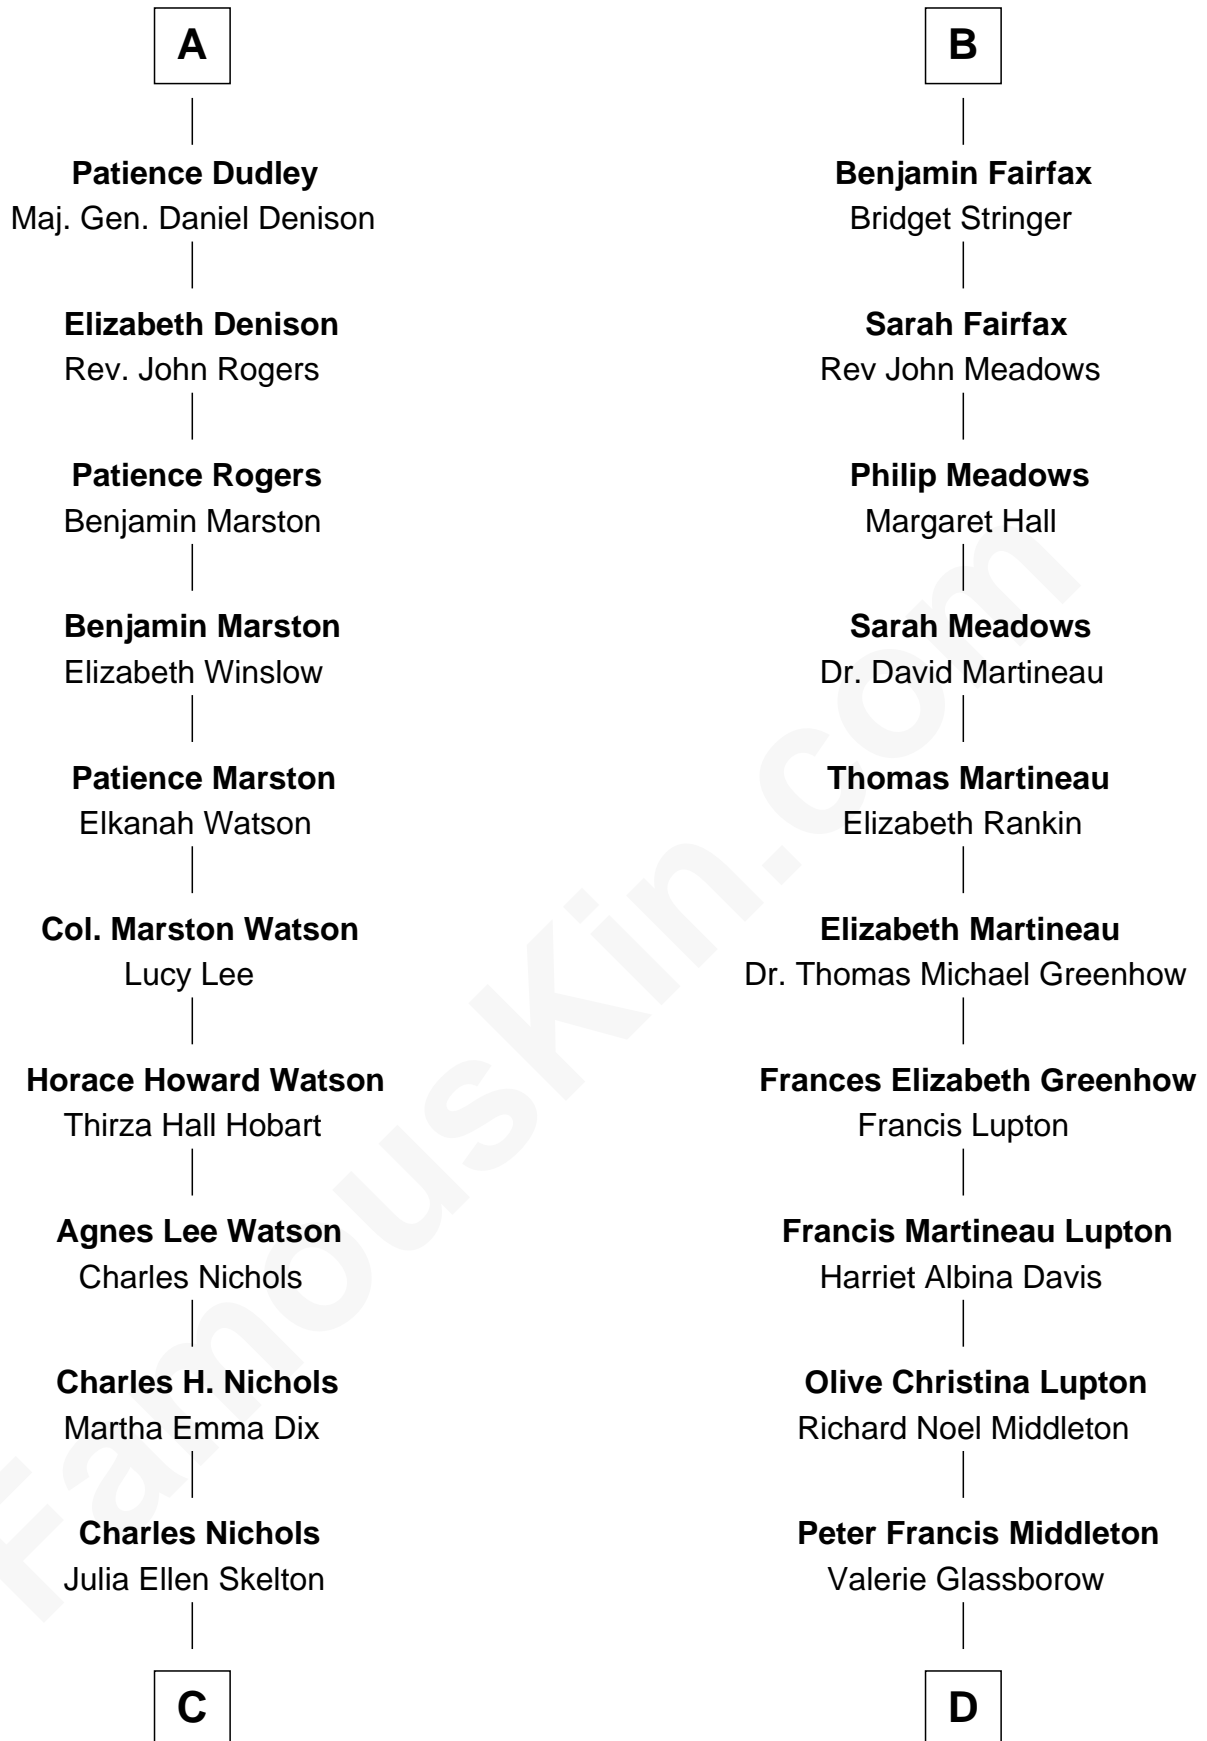 A
Patience Dudley
Maj. Gen. Daniel Denison
Elizabeth Denison
Rev. John Rogers
Patience Rogers
Benjamin Marston
Benjamin Marston
Elizabeth Winslow
Patience Marston
Elkanah Watson
Col. Marston Watson
Lucy Lee
Horace Howard Watson
Thirza Hall Hobart
Agnes Lee Watson
Charles Nichols
Charles H. Nichols
Martha Emma Dix
Charles Nichols
Julia Ellen Skelton
C
B
Benjamin Fairfax
Bridget Stringer
Sarah Fairfax
Rev John Meadows
Philip Meadows
Margaret Hall
Sarah Meadows
Dr. David Martineau
Thomas Martineau
Elizabeth Rankin
Elizabeth Martineau
Dr. Thomas Michael Greenhow
Frances Elizabeth Greenhow
Francis Lupton
Francis Martineau Lupton
Harriet Albina Davis
Olive Christina Lupton
Richard Noel Middleton
Peter Francis Middleton
Valerie Glassborow
D
FamousKin.com